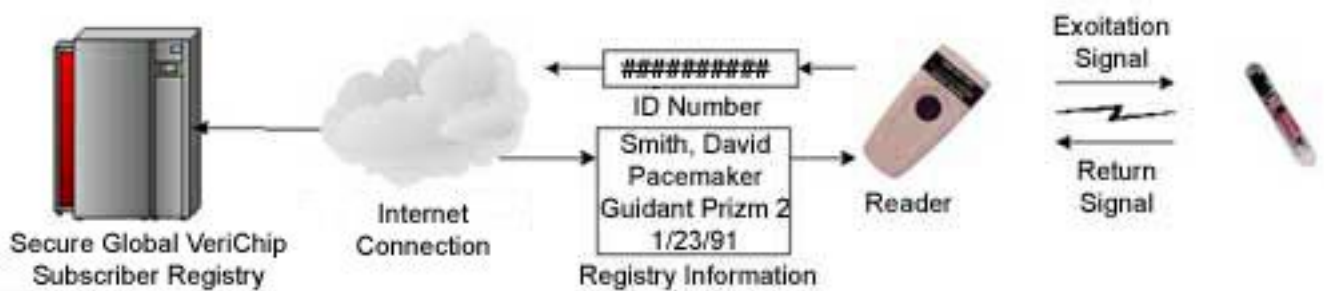 Secure Global VeriChip
Subscriber Registry
Internet
Connection
##########
ID Number
Smith, David
Pacemaker
Guidant Prizm 2
1/23/91
Registry Information
Reader
Exoitation
Signal
Return
Signal